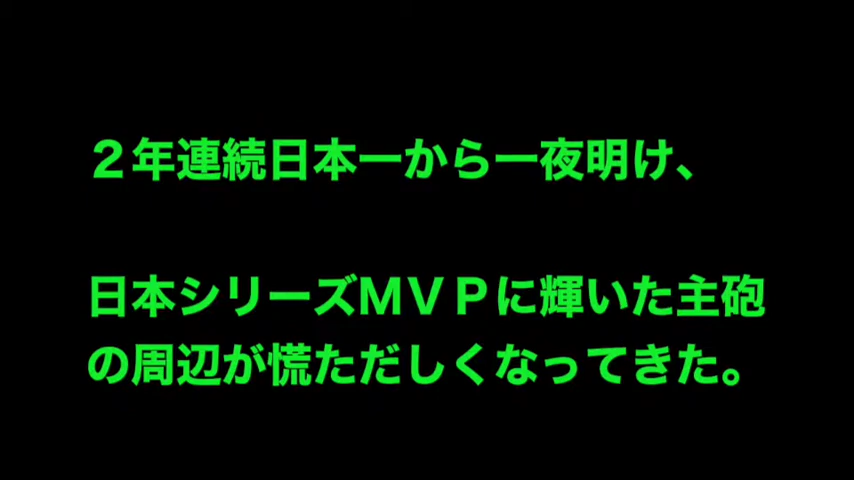 ２年連続日本一から一夜明け、
日本シリーズＭＶＰに輝いた主砲
の周辺が慌ただしくなってきた。